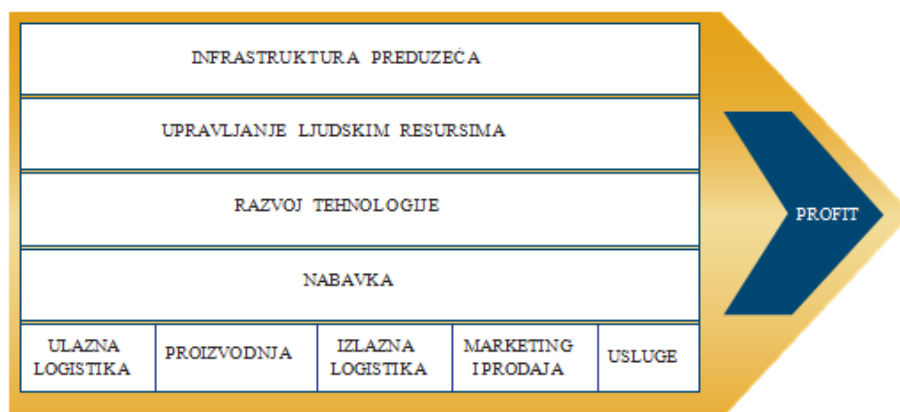 INFRASTRUKTURA PREDUZEĆA
UPRAVLJANJE LJUDSKIM RESURSIMA
RAZVOJ TEHNOLOGIJE
NABAVKA
ULAZNA
LOGISTIKA
PROIZVODNJA
IZLAZNA
LOGISTIKA
MARKETING
I PRODAJA
USLUGE
PROFIT